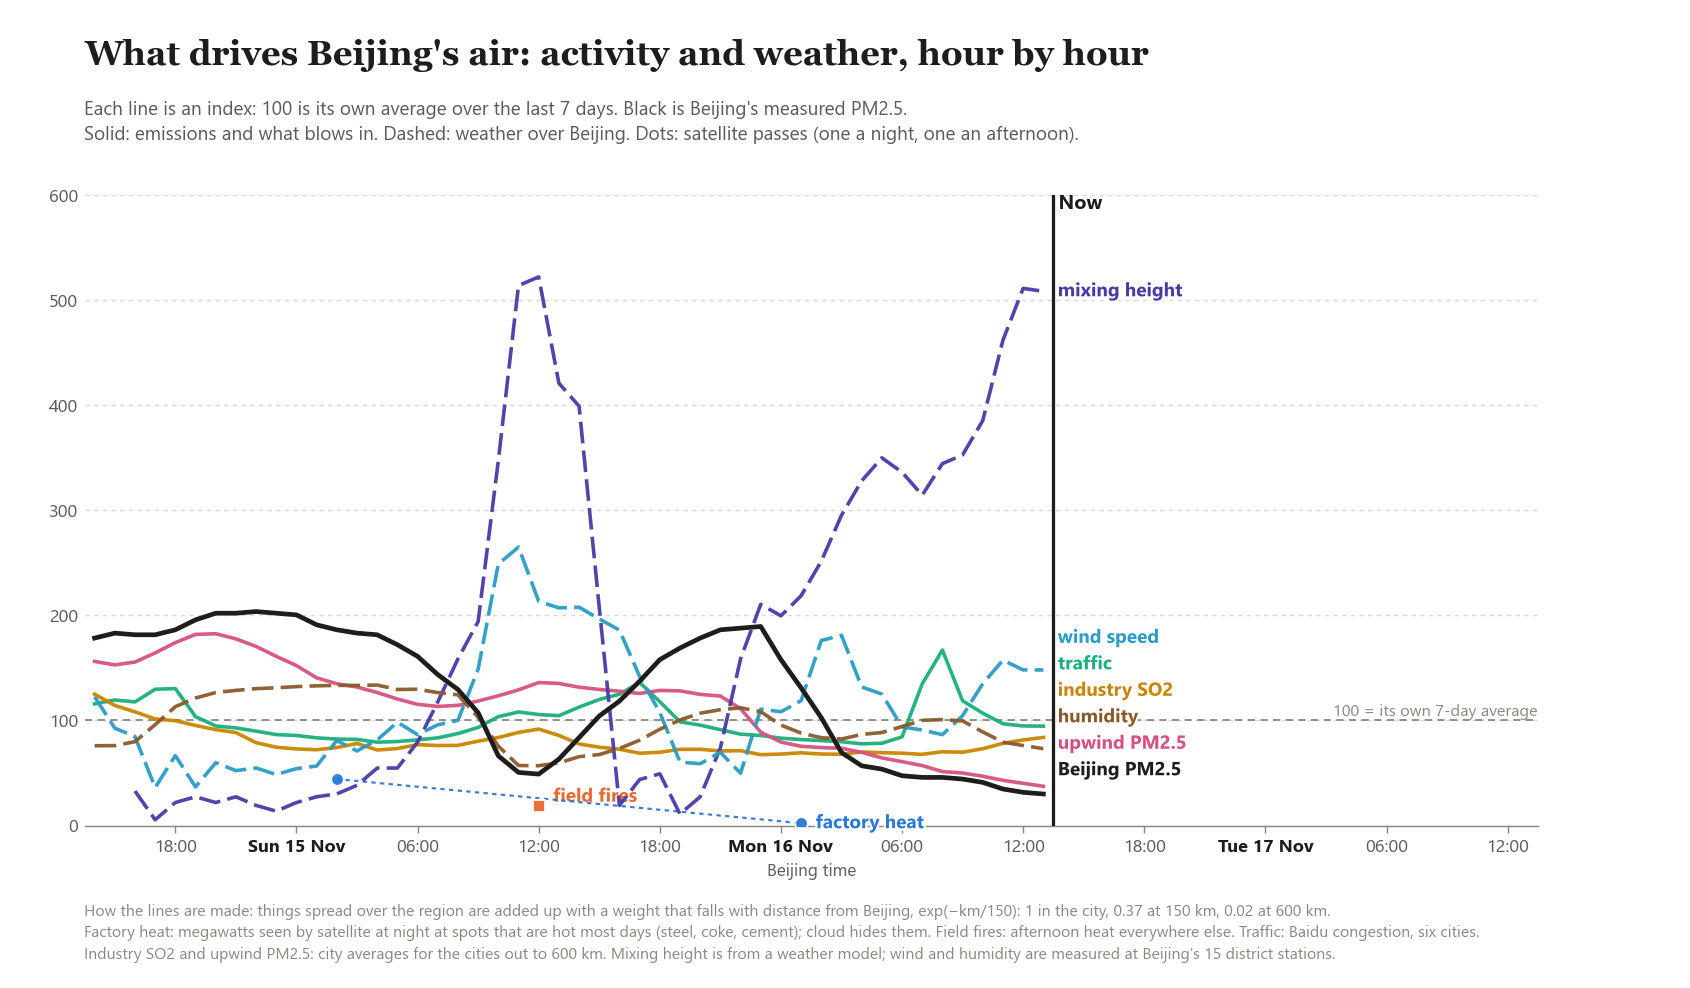 What drives Beijing's air: activity and weather, hour by hour
Each line is an index: 100 is its own average over the last 7 days. Black is Beijing's measured PM2.5.
Solid: emissions and what blows in. Dashed: weather over Beijing. Dots: satellite passes (one a night, one an afternoon).
600
Now
500
mixing height
400
300
200
wind speed
traffic
industry SO2
100
humidity
100 = its own 7-day average
upwind PM2.5
Beijing PM2.5
field fires
0
factory heat
18:00
Sun 15 Nov
06:00
12:00
18:00
Mon 16 Nov
06:00
12:00
18:00
Tue 17 Nov
06:00
12:00
Beijing time
How the lines are made: things spread over the region are added up with a weight that falls with distance from Beijing, exp(−km/150): 1 in the city, 0.37 at 150 km, 0.02 at 600 km.
Factory heat: megawatts seen by satellite at night at spots that are hot most days (steel, coke, cement); cloud hides them. Field fires: afternoon heat everywhere else. Traffic: Baidu congestion, six cities.
Industry SO2 and upwind PM2.5: city averages for the cities out to 600 km. Mixing height is from a weather model; wind and humidity are measured at Beijing's 15 district stations.